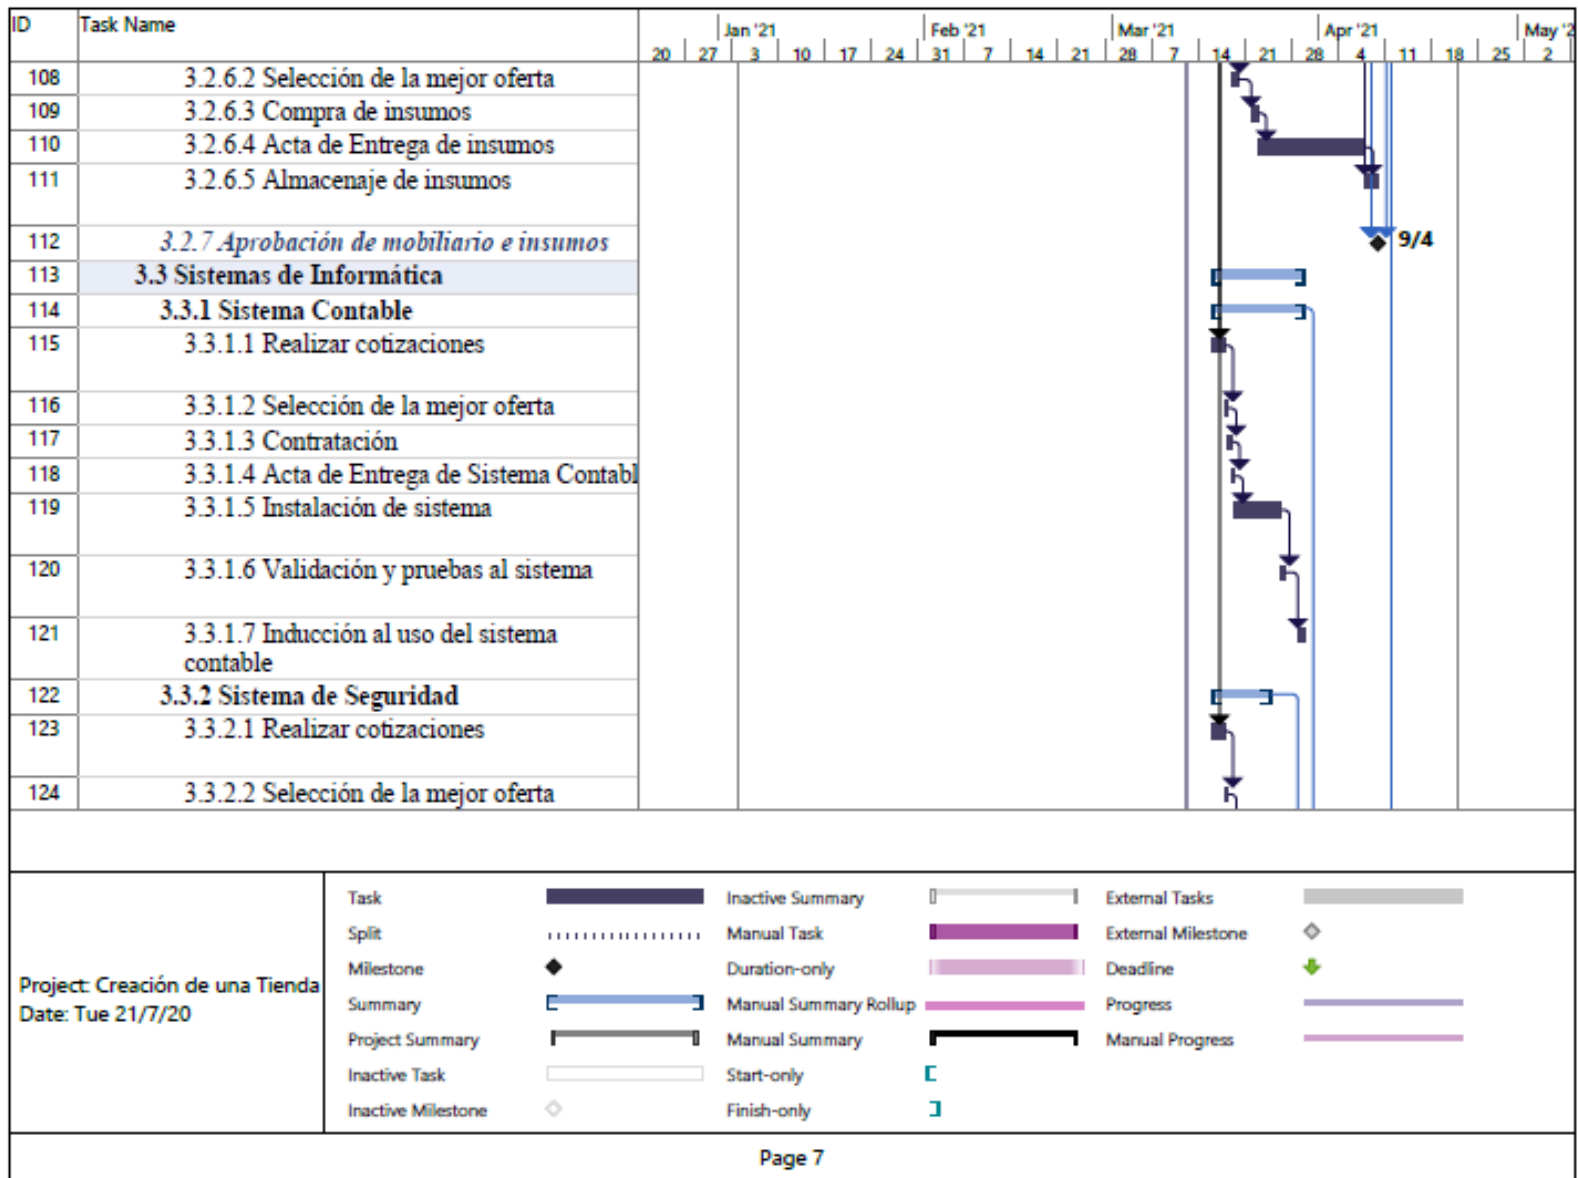 ID Task Name Jan '21 Feb '21 Mar '21 Apr '21 May '2
20 27 3 10 17 24 31 7 14 21 28 7 14 21 28 4 11 18 25 2
108 3.2.6.2 Selección de la mejor oferta
109 3.2.6.3 Compra de insumos
110 3.2.6.4 Acta de Entrega de insumos
111 3.2.6.5 Almacenaje de insumos
112 3.2.7 Aprobación de mobiliario e insumos 9/4
113 3.3 Sistemas de Informática
114 3.3.1 Sistema Contable
115 3.3.1.1 Realizar cotizaciones
116 3.3.1.2 Selección de la mejor oferta
117 3.3.1.3 Contratación
118 3.3.1.4 Acta de Entrega de Sistema Contabl
119 3.3.1.5 Instalación de sistema
120 3.3.1.6 Validación y pruebas al sistema
121 3.3.1.7 Inducción al uso del sistema
contable
122 3.3.2 Sistema de Seguridad
123 3.3.2.1 Realizar cotizaciones
124 3.3.2.2 Selección de la mejor oferta
Project: Creación de una Tienda
Date: Tue 21/7/20
Task
Split
Milestone
Summary
Project Summary
Inactive Task
Inactive Milestone
Inactive Summary
Manual Task
Duration-only
Manual Summary Rollup
Manual Summary
Start-only
Finish-only
External Tasks
External Milestone
Deadline
Progress
Manual Progress
Page 7